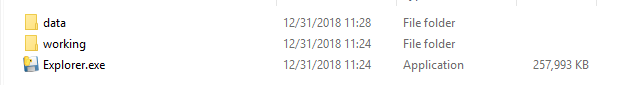 data 12/31/2018 11:28 File folder
working 12/31/2018 11:24 File folder
Explorer.exe 12/31/2018 11:24 Application 257,993 KB